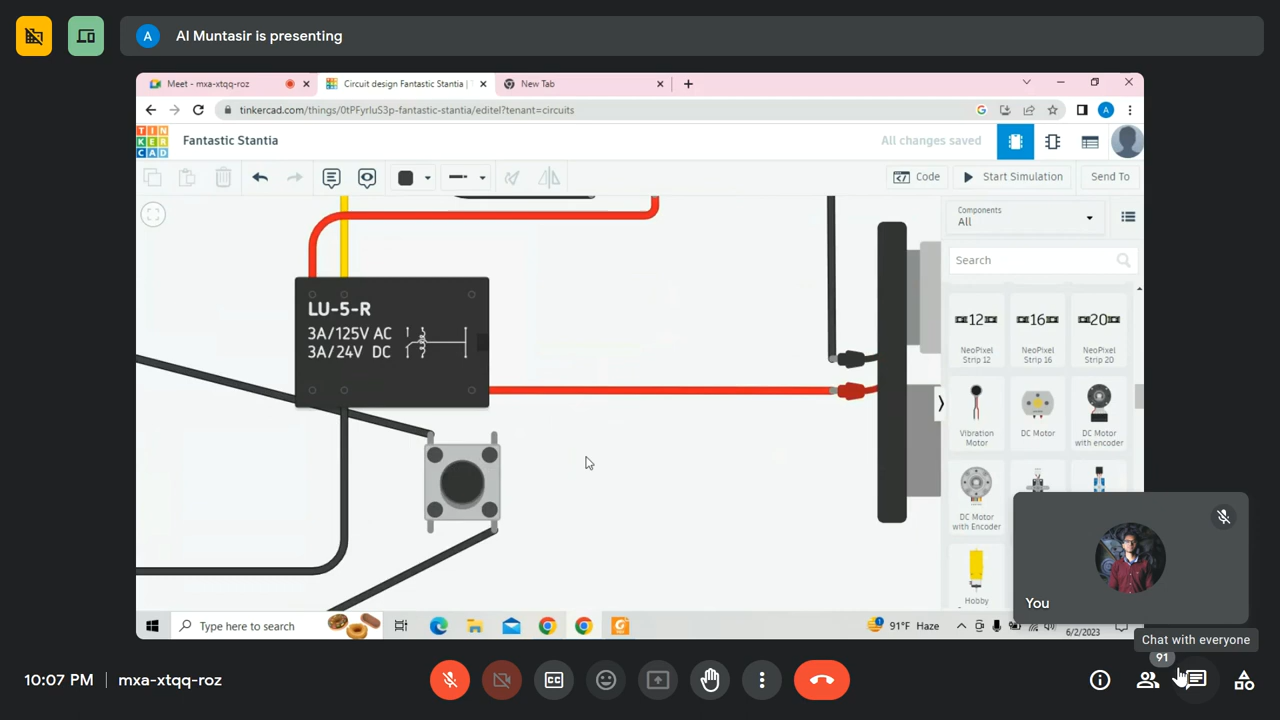 A
AI Muntasir is presenting
Meet - mxa-xtqq-roz
Circuit design Fantastic Stantia |
New Tab
tinkercad.com/things/0tPFyrluS3p-fantastic-stantia/editel?tenant=circuits
A
TIN
KER
CAD
Fantastic Stantia
All changes saved
Code
Start Simulation
Send To
Components
All
Search
LU-5-R
3A/125V AC
3A/24V DC
12
16
20
NeoPixel Strip 12
NeoPixel Strip 16
NeoPixel Strip 20
Vibration Motor
DC Motor
DC Motor with encoder
DC Motor with Encoder
Hobby
You
Type here to search
91°F Haze
6/2/2023
Chat with everyone
91
10:07 PM
mxa-xtqq-roz